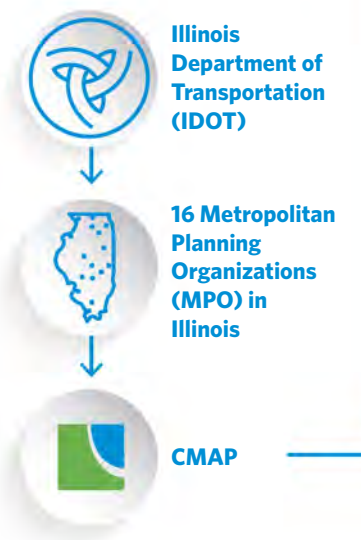 Illinois
Department of
Transportation
(IDOT)
16 Metropolitan
Planning
Organizations
(MPO) in
Illinois
CMAP